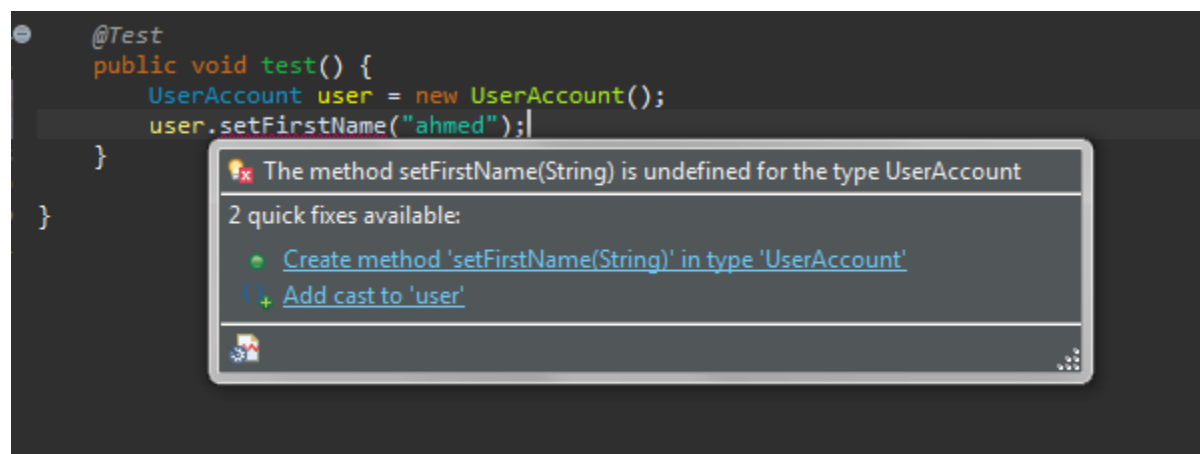 @Test
public void test() {
UserAccount user = new UserAccount();
user.setFirstName("ahmed");
}
}
The method setFirstName(String) is undefined for the type UserAccount
2 quick fixes available:
Create method 'setFirstName(String)' in type 'UserAccount'
Add cast to 'user'